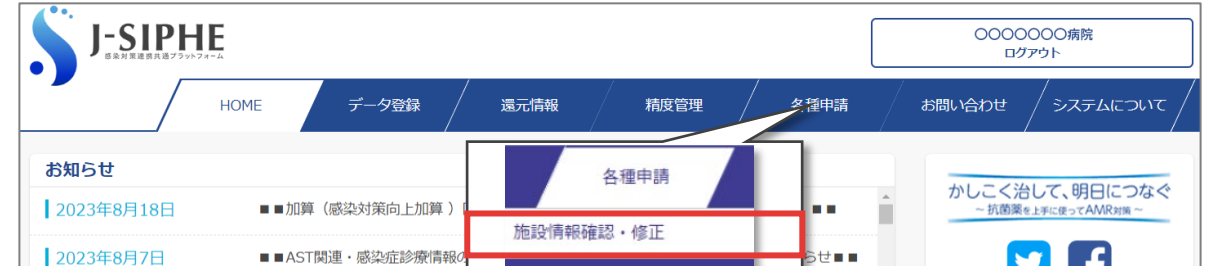 J-SIPHE
感染対策連携共通プラットフォーム
〇〇〇〇〇〇〇病院
ログアウト
HOME
データ登録
還元情報
精度管理
各種申請
お問い合わせ
システムについて
お知らせ
各種申請
かしこく治して、明日につなぐ
~ 抗菌薬を上手に使ってAMR対策 ~
2023年8月18日
■■加算(感染対策向上加算)
■■
施設情報確認・修正
2023年8月7日
■■AST関連・感染症診療情報の
らせ■■